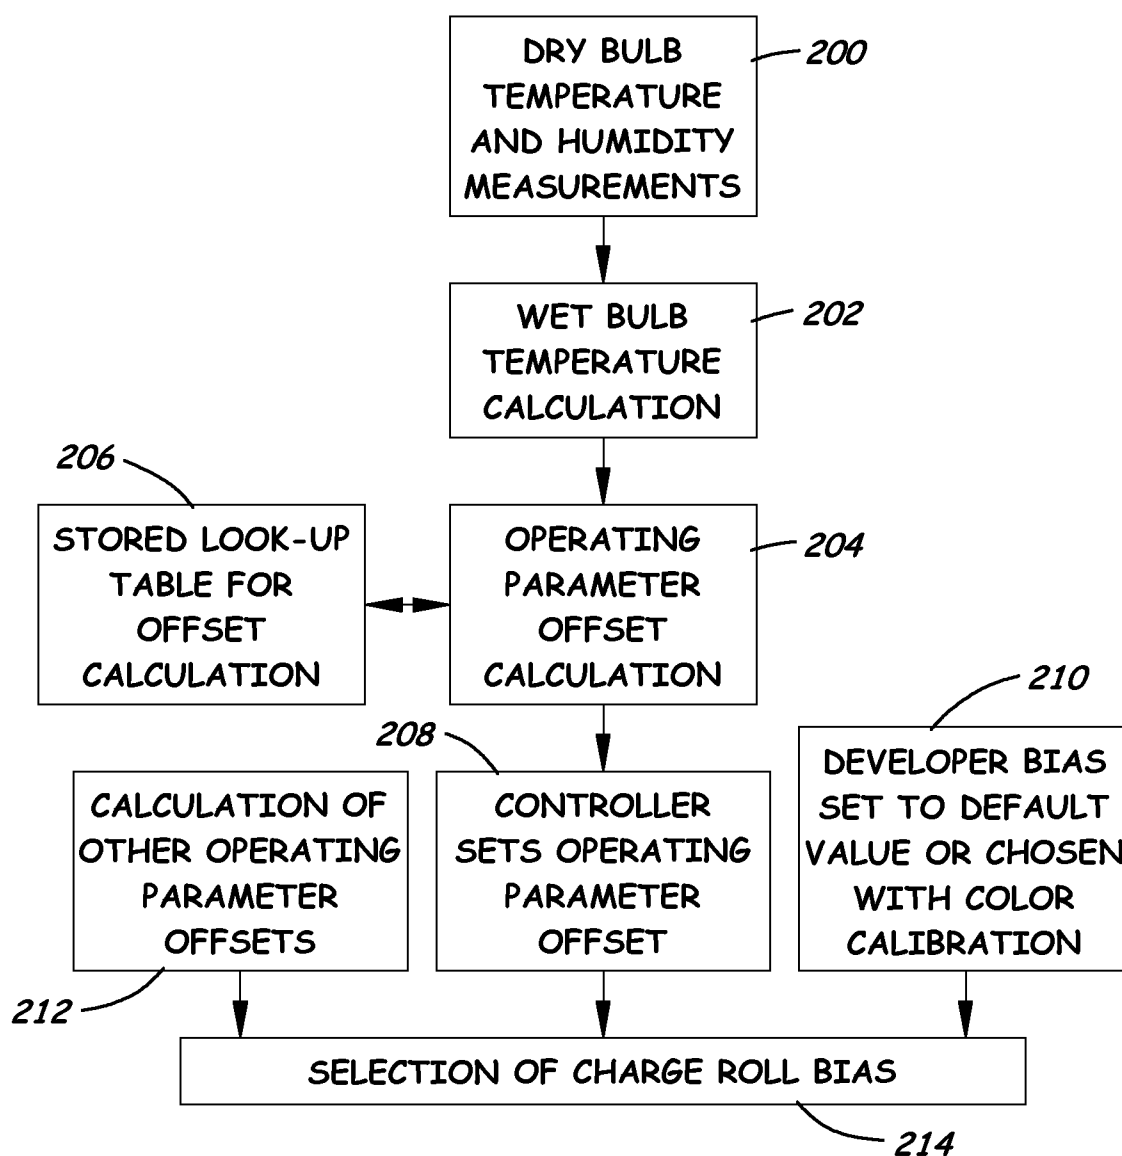 DRY BULB
TEMPERATURE
AND HUMIDITY
MEASUREMENTS
200
WET BULB
TEMPERATURE
CALCULATION
202
206
STORED LOOK-UP
TABLE FOR
OFFSET
CALCULATION
OPERATING
PARAMETER
OFFSET
CALCULATION
204
208
210
CALCULATION OF
OTHER OPERATING
PARAMETER
OFFSETS
212
CONTROLLER
SETS OPERATING
PARAMETER
OFFSET
DEVELOPER BIAS
SET TO DEFAULT
VALUE OR CHOSEN
WITH COLOR
CALIBRATION
SELECTION OF CHARGE ROLL BIAS
214